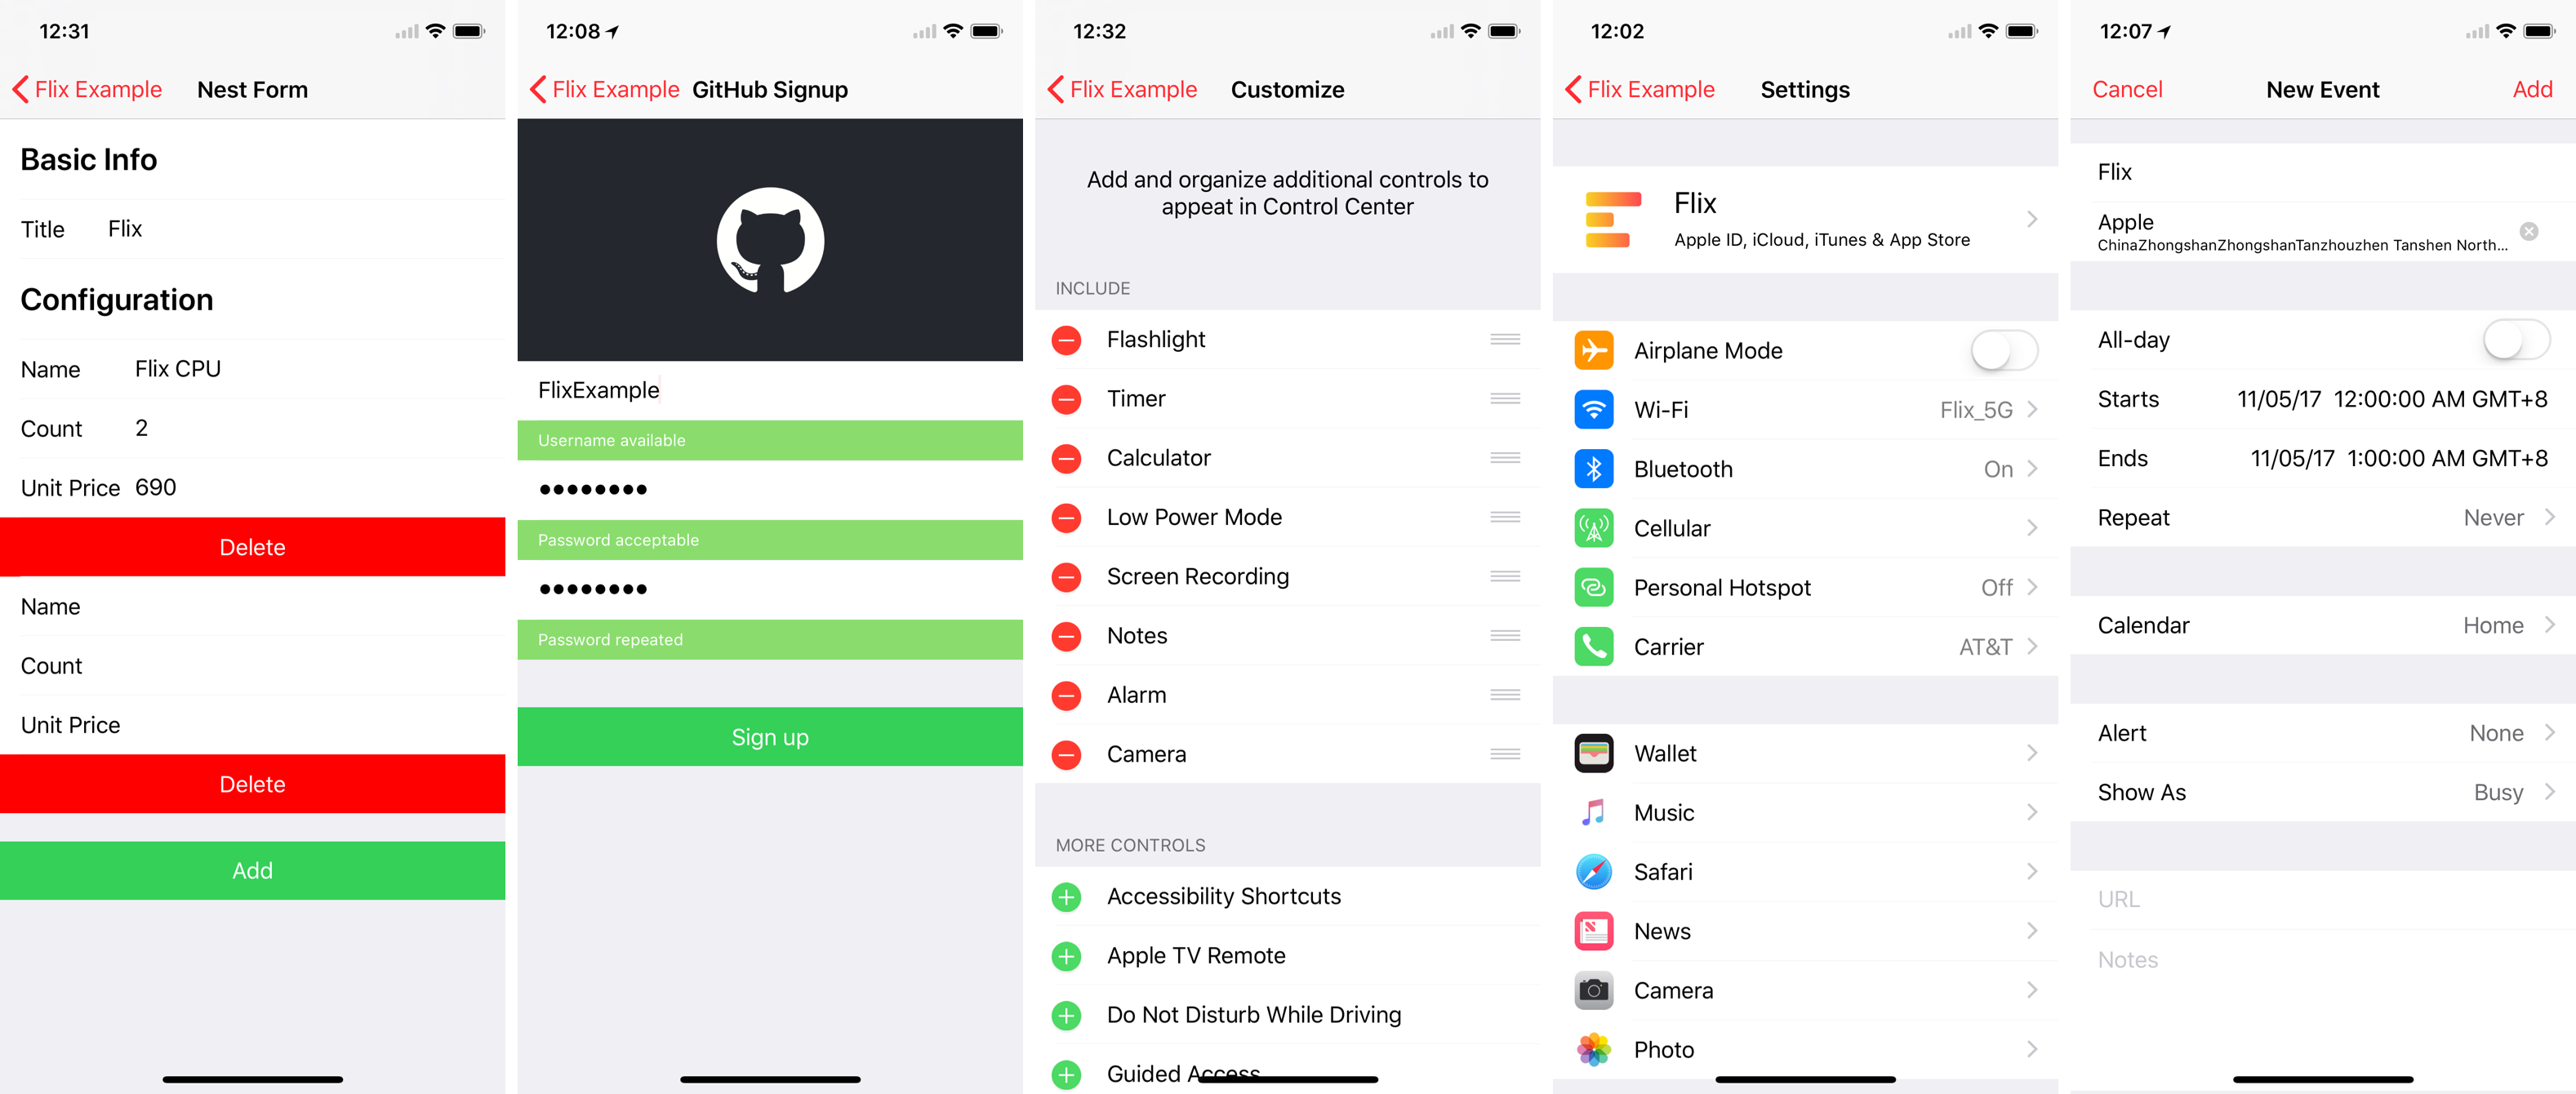 12:31
Flix Example Nest Form
Basic Info
Title Flix
Configuration
Name Flix CPU
Count 2
Unit Price 690
Delete
Name
Count
Unit Price
Delete
Add
12:08
Flix Example GitHub Signup
FlixExample
Username available
••••••••
Password acceptable
••••••••
Password repeated
Sign up
12:32
Flix Example Customize
Add and organize additional controls to
appeat in Control Center
INCLUDE
Flashlight
Timer
Calculator
Low Power Mode
Screen Recording
Notes
Alarm
Camera
MORE CONTROLS
Accessibility Shortcuts
Apple TV Remote
Do Not Disturb While Driving
Guided Access
12:02
Flix Example Settings
Flix
Apple ID, iCloud, iTunes & App Store
Airplane Mode
Wi-Fi Flix_5G
Bluetooth On
Cellular
Personal Hotspot Off
Carrier AT&T
Wallet
Music
Safari
News
Camera
Photo
12:07
Cancel New Event Add
Flix
Apple
ChinaZhongshanZhongshanTanzhouzhen Tanshen North...
All-day
Starts 11/05/17 12:00:00 AM GMT+8
Ends 11/05/17 1:00:00 AM GMT+8
Repeat Never
Calendar Home
Alert None
Show As Busy
URL
Notes